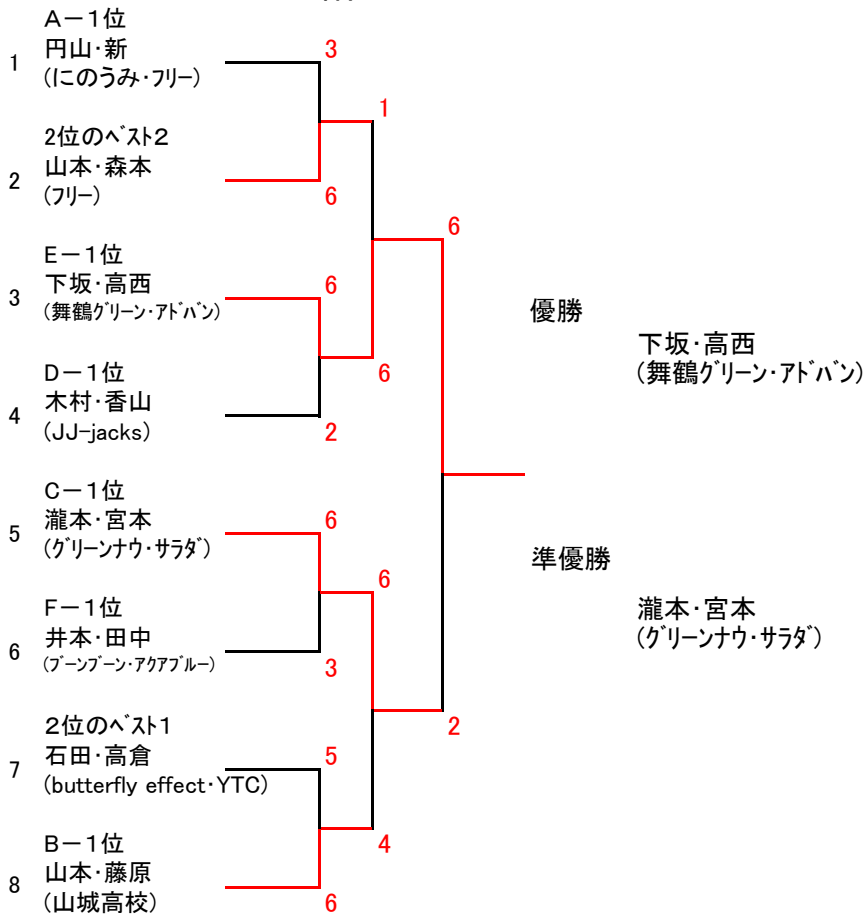 A－1位
円山・新
1
3
(にのうみ・フリー)
1
2位のベスト2
山本・森本
2
(フリー)
6
6
E－1位
下坂・高西
6
3
(舞鶴グリーン・アドバン)
優勝
下坂・高西
(舞鶴グリーン・アドバン)
D－1位
6
木村・香山
4
(JJ-jacks)
2
C－1位
瀧本・宮本
6
5
(グリーンナウ・サラダ)
準優勝
6
F－1位
瀧本・宮本
井本・田中
(グリーンナウ・サラダ)
6
(ブーンブーン・アクアブルー)
3
2位のベスト1
2
石田・高倉
5
7
(butterfly effect・YTC)
B－1位
4
山本・藤原
8
(山城高校)
6